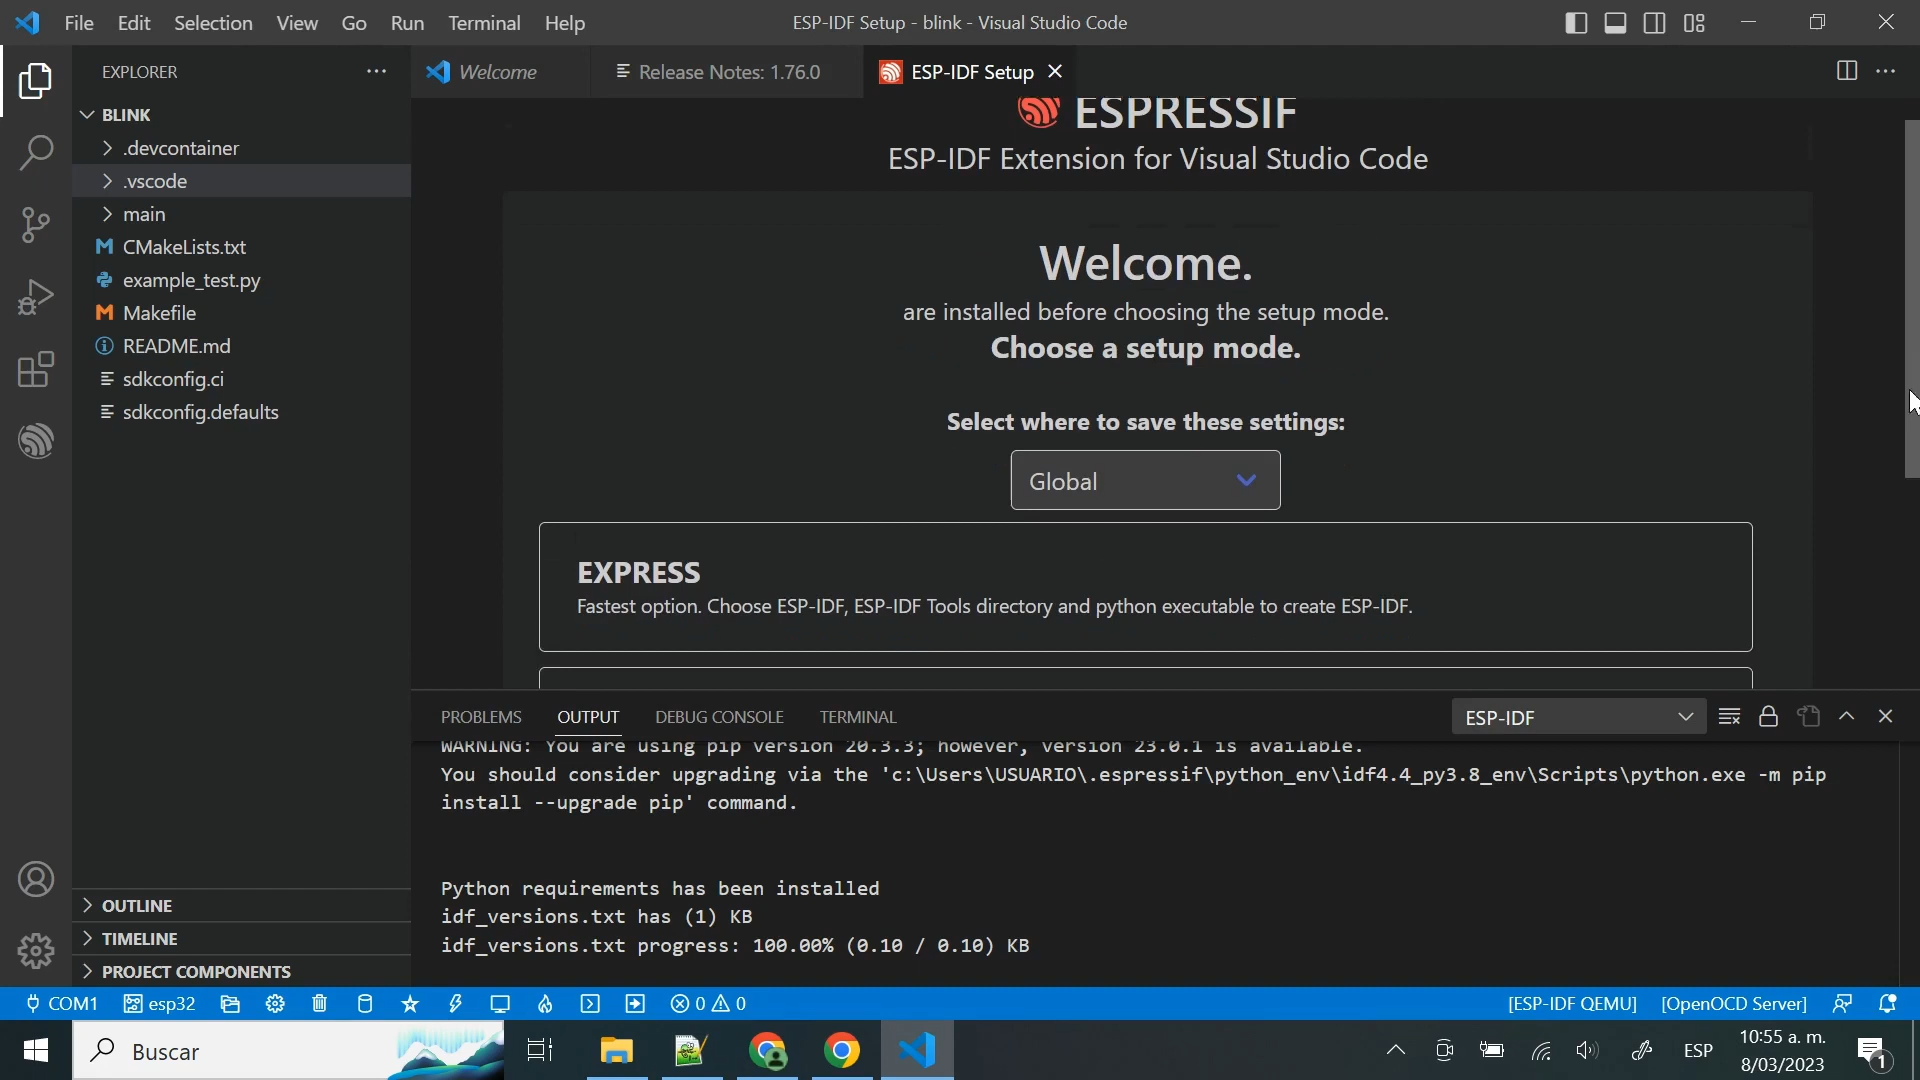 File Edit Selection View Go Run Terminal Help
ESP-IDF Setup - blink - Visual Studio Code
EXPLORER
BLINK
.devcontainer
.vscode
main
CMakeLists.txt
example_test.py
Makefile
README.md
sdkconfig.ci
sdkconfig.defaults
OUTLINE
TIMELINE
PROJECT COMPONENTS
Welcome
Release Notes: 1.76.0
ESP-IDF Setup
ESPRESSIF
ESP-IDF Extension for Visual Studio Code
Welcome.
are installed before choosing the setup mode.
Choose a setup mode.
Select where to save these settings:
Global
EXPRESS
Fastest option. Choose ESP-IDF, ESP-IDF Tools directory and python executable to create ESP-IDF.
PROBLEMS OUTPUT DEBUG CONSOLE TERMINAL
ESP-IDF
WARNING: You are using pip version 20.3.3; however, version 23.0.1 is available.
You should consider upgrading via the 'c:\Users\USUARIO\.espressif\python_env\idf4.4_py3.8_env\Scripts\python.exe -m pip
install --upgrade pip' command.
Python requirements has been installed
idf_versions.txt has (1) KB
idf_versions.txt progress: 100.00% (0.10 / 0.10) KB
COM1 esp32 0 0 [ESP-IDF QEMU] [OpenOCD Server]
Buscar
ESP
10:55 a. m.
8/03/2023
1